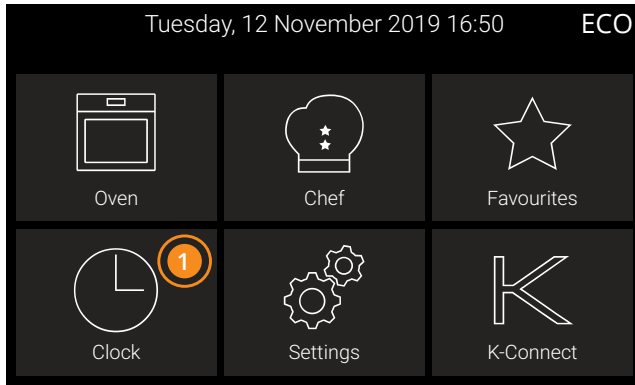 Tuesday, 12 November 2019 16:50 ECO
Oven Chef Favourites
1
Clock Settings K-Connect